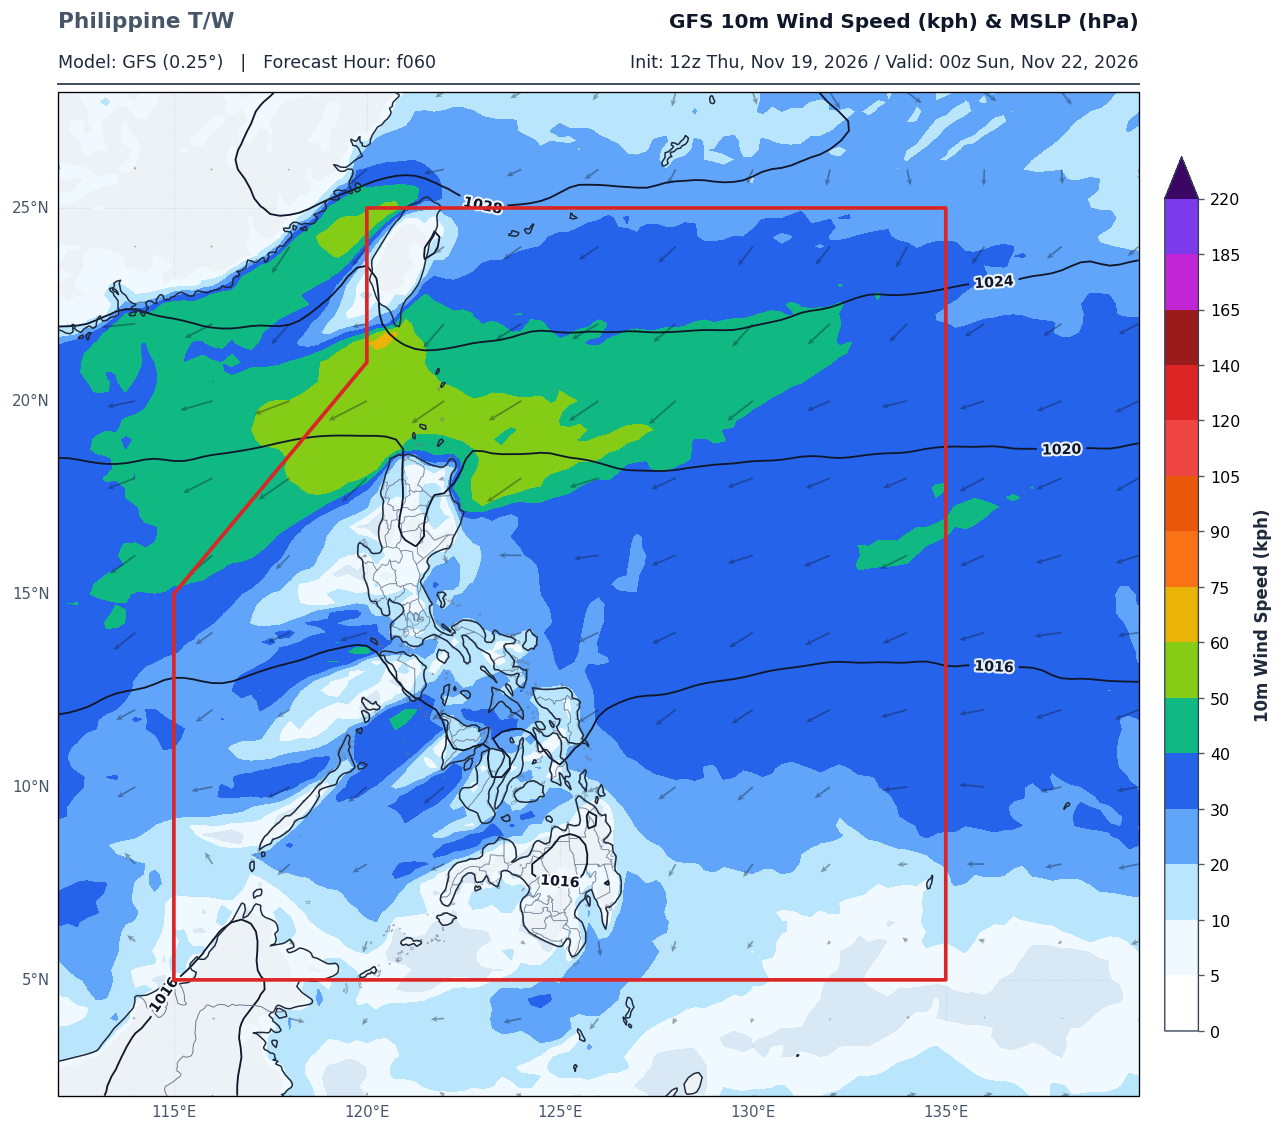 Philippine T/W
GFS 10m Wind Speed (kph) & MSLP (hPa)
Model: GFS (0.25°)   |   Forecast Hour: f060
Init: 12z Thu, Nov 19, 2026 / Valid: 00z Sun, Nov 22, 2026
25°N
20°N
15°N
10°N
5°N
115°E
120°E
125°E
130°E
135°E
1028
1024
1020
1016
1016
1016
220
185
165
140
120
105
90
75
60
50
40
30
20
10
5
0
10m Wind Speed (kph)